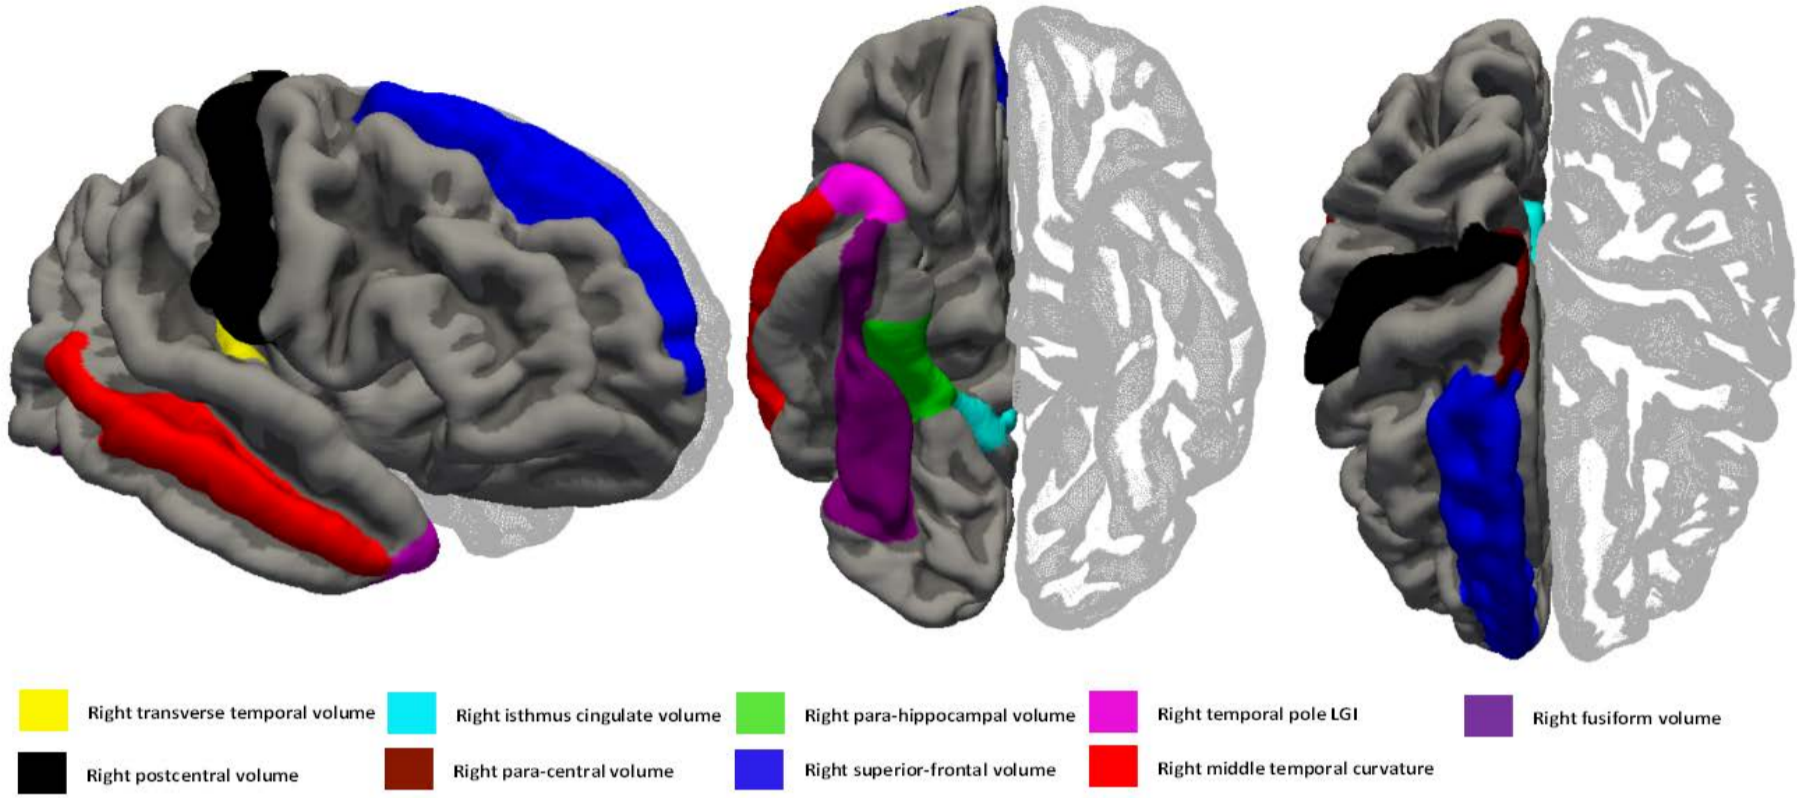 Right transverse temporal volume
Right isthmus cingulate volume
Right para-hippocampal volume
Right temporal pole LGI
Right fusiform volume
Right postcentral volume
Right para-central volume
Right superior-frontal volume
Right middle temporal curvature